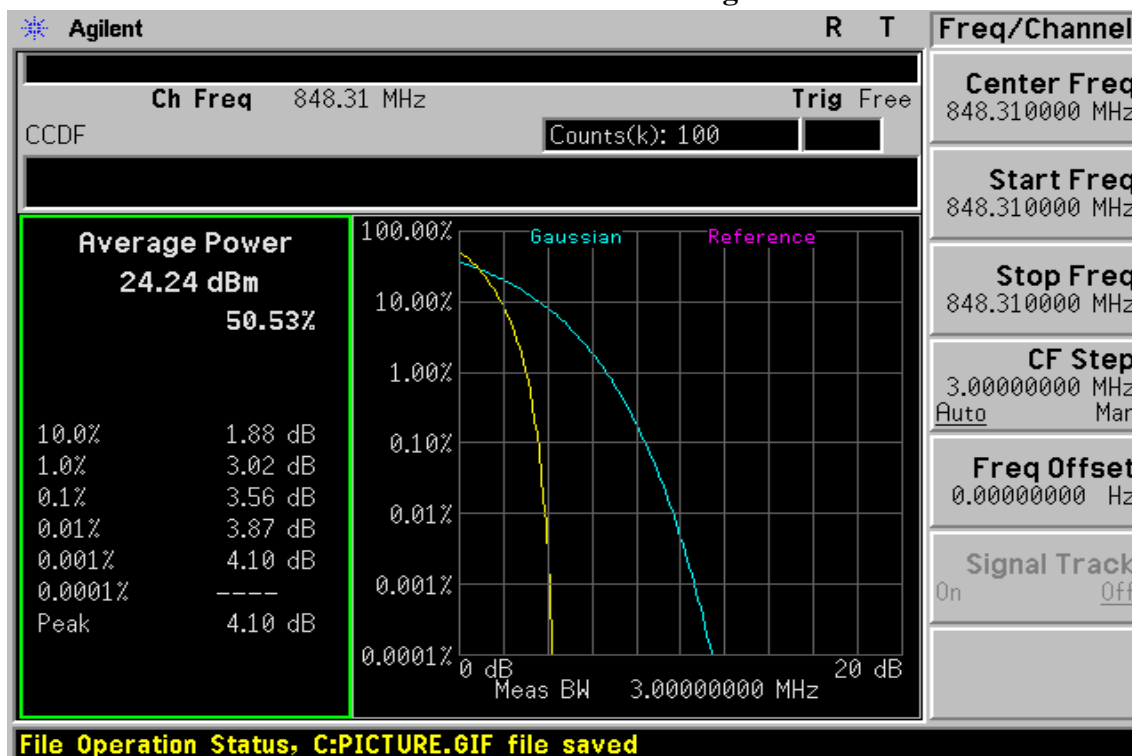 Agilent R T Freq/Channel
Ch Freq 848.31 MHz Trig Free
CCDF Counts(k): 100
Center Freq
848.310000 MHz
Start Freq
848.310000 MHz
Stop Freq
848.310000 MHz
CF Step
3.00000000 MHz
Auto Man
Freq Offset
0.00000000 Hz
Signal Track
On Off
Average Power
24.24 dBm
50.53%
10.0% 1.88 dB
1.0% 3.02 dB
0.1% 3.56 dB
0.01% 3.87 dB
0.001% 4.10 dB
0.0001% ----
Peak 4.10 dB
Gaussian Reference
100.00%
10.00%
1.00%
0.10%
0.01%
0.001%
0.0001%
0 dB 20 dB
Meas BW 3.00000000 MHz
File Operation Status, C:PICTURE.GIF file saved